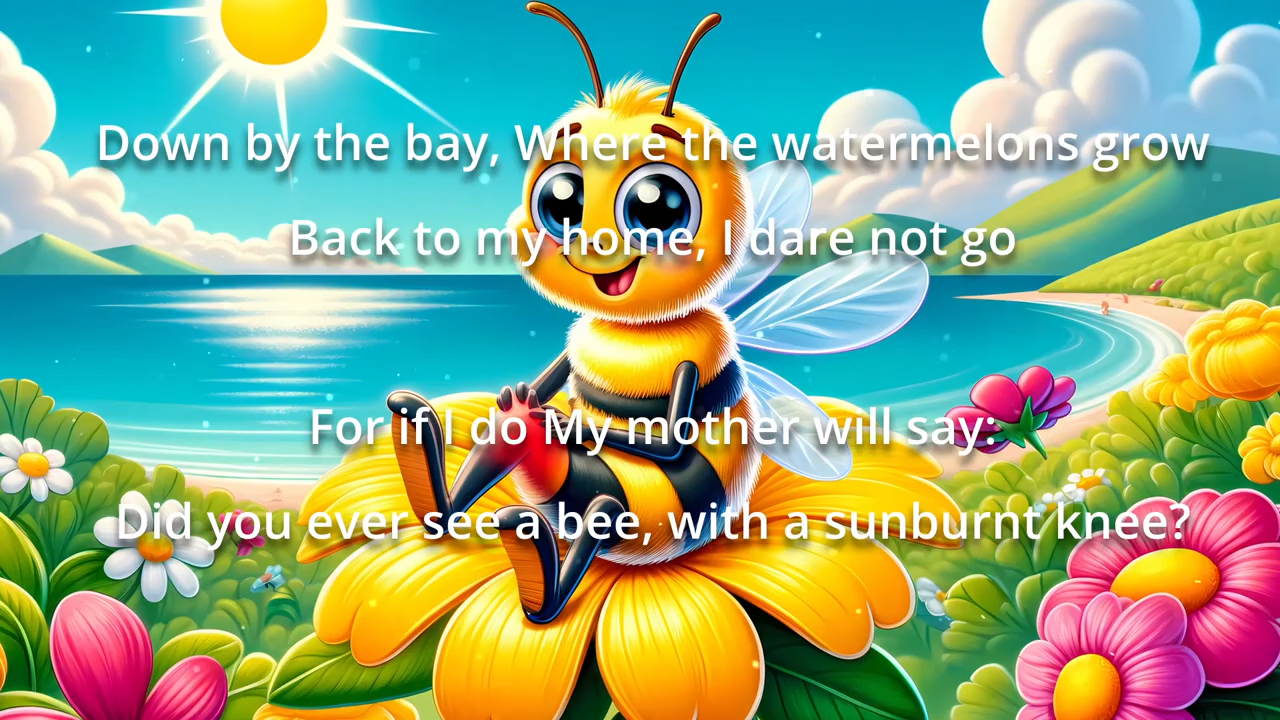 Down by the bay, Where the watermelons grow
Back to my home, I dare not go
For if I do My mother will say:
Did you ever see a bee, with a sunburnt knee?